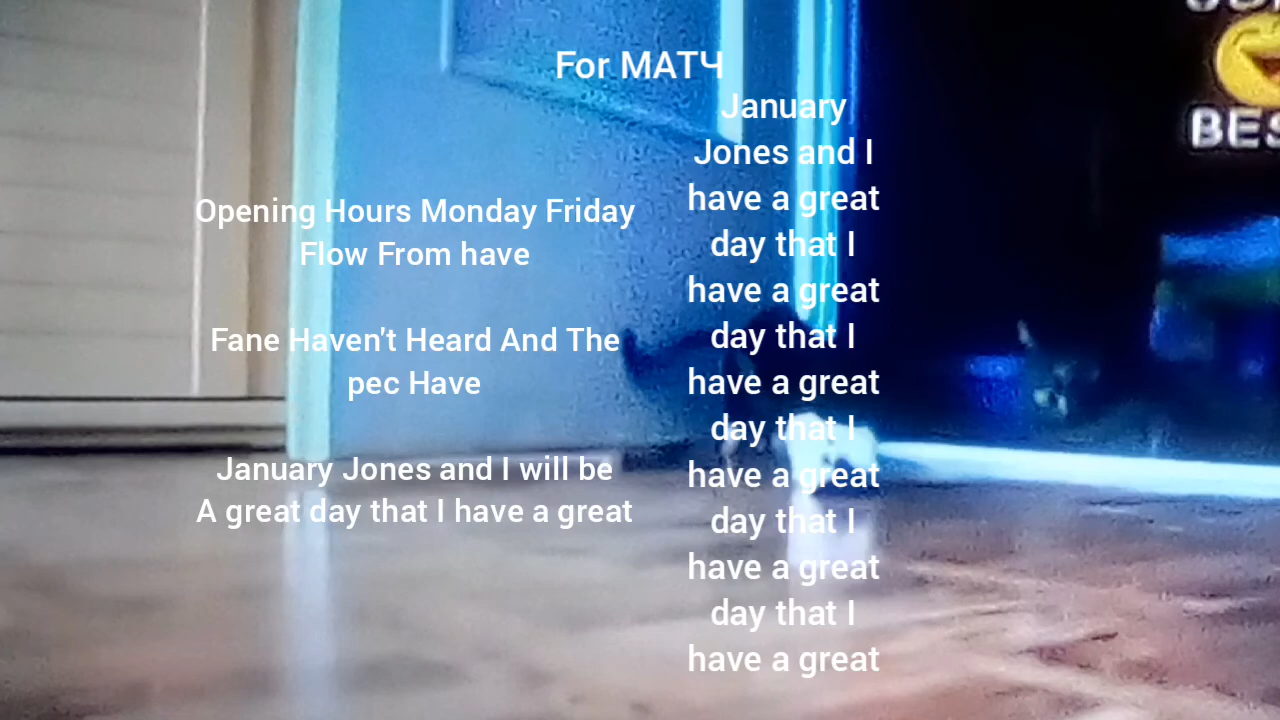 For МАТЧ
Opening Hours Monday Friday
Flow From have
Fane Haven't Heard And The
pec Have
January Jones and I will be
A great day that I have a great
January
Jones and I
have a great
day that I
have a great
day that I
have a great
day that I
have a great
day that I
have a great
day that I
have a great